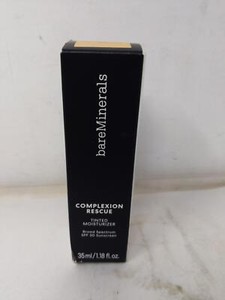 bareMinerals
COMPLEXION
RESCUE
TINTED
MOISTURIZER
Broad Spectrum
SPF 30 Sunscreen
35 ml/1.18 fl. oz.